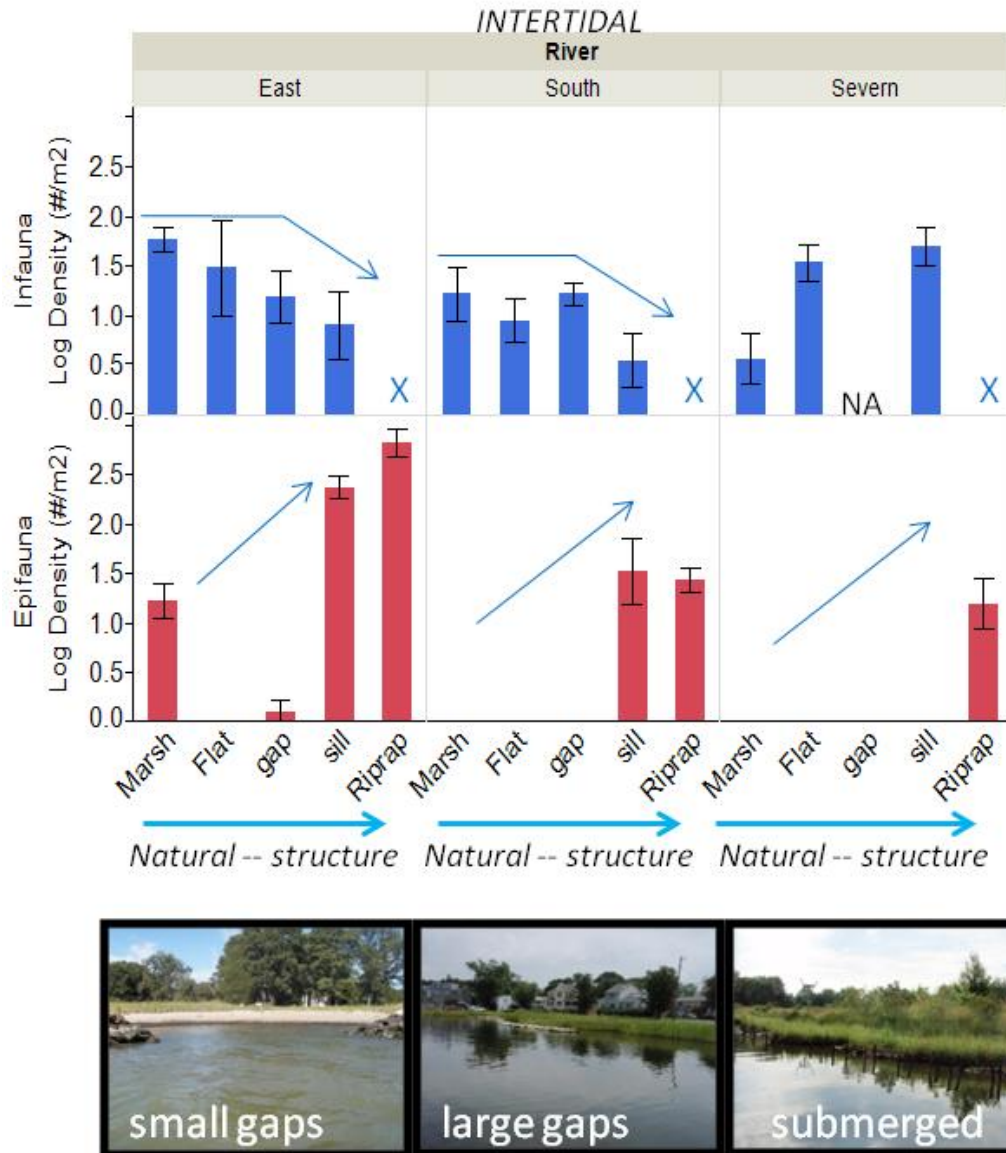 INTERTIDAL
River
East South Severn
Infauna
Log Density (#/m2)
2.5
2.0
1.5
1.0
0.5
0.0
X X NA X
Epifauna
Log Density (#/m2)
2.5
2.0
1.5
1.0
0.5
0.0
Marsh Flat gap sill Riprap Marsh Flat gap sill Riprap Marsh Flat gap sill Riprap
Natural -- structure Natural -- structure Natural -- structure
small gaps large gaps submerged